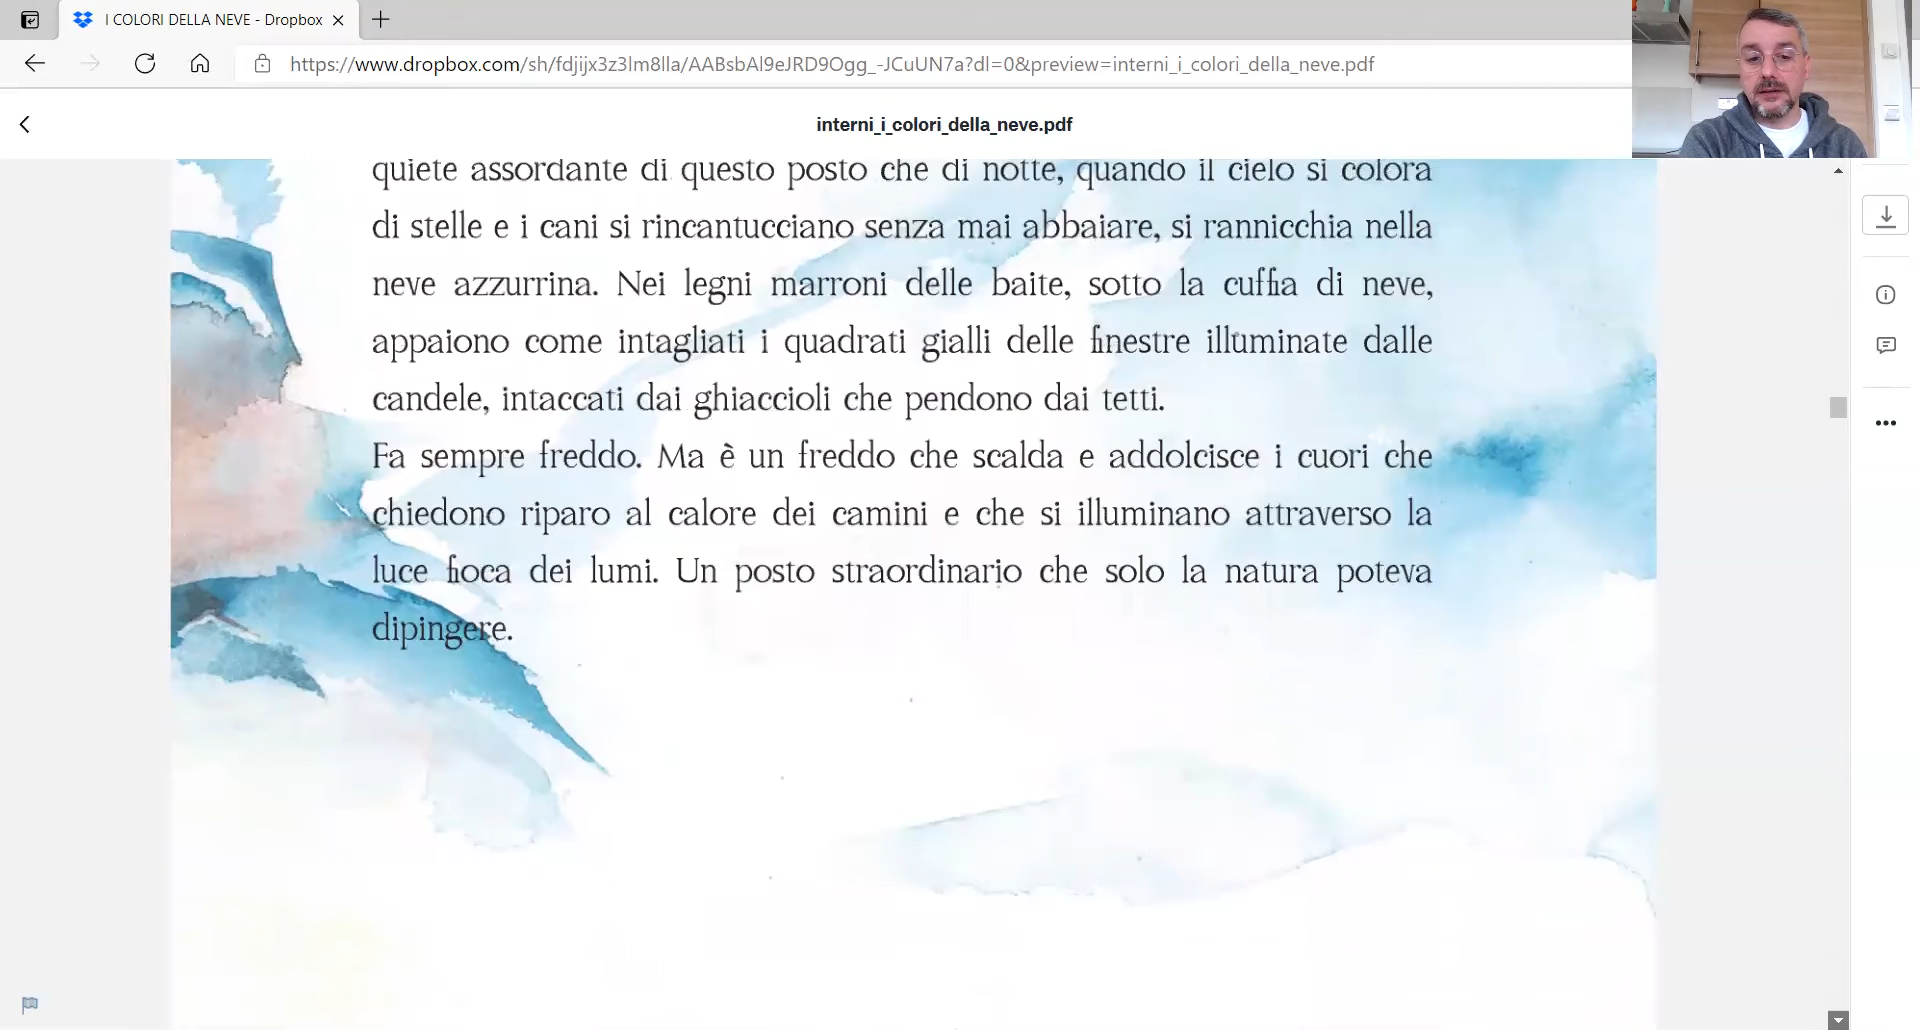 I COLORI DELLA NEVE - Dropbox
https://www.dropbox.com/sh/fdjijx3z3lm8lla/AABsbAl9eJRD9Ogg_-JCuUN7a?dl=0&preview=interni_i_colori_della_neve.pdf
interni_i_colori_della_neve.pdf
quiete assordante di questo posto che di notte, quando il cielo si colora
di stelle e i cani si rincantucciano senza mai abbaiare, si rannicchia nella
neve azzurrina. Nei legni marroni delle baite, sotto la cuffia di neve,
appaiono come intagliati i quadrati gialli delle finestre illuminate dalle
candele, intaccati dai ghiaccioli che pendono dai tetti.
Fa sempre freddo. Ma è un freddo che scalda e addolcisce i cuori che
chiedono riparo al calore dei camini e che si illuminano attraverso la
luce fioca dei lumi. Un posto straordinario che solo la natura poteva
dipingere.